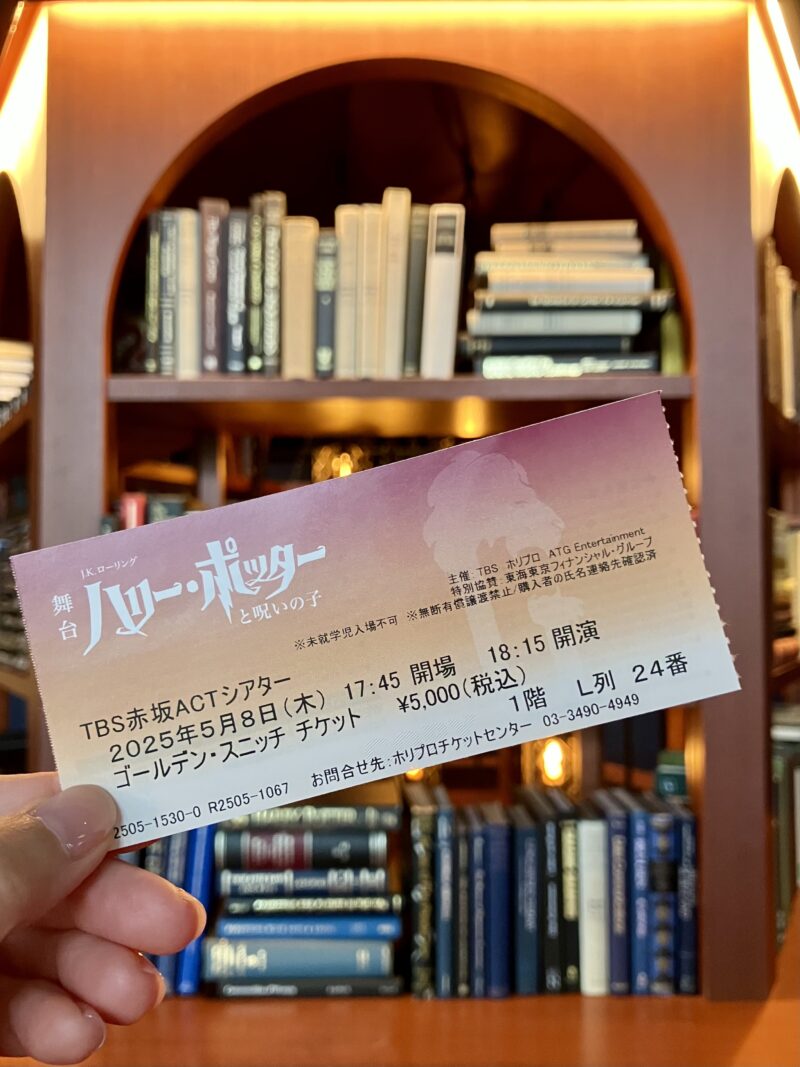 J.K.ローリング
舞台
ハリー・ポッター
と呪いの子
主催：TBS ホリプロ ATG Entertainment
特別協賛：東海東京フィナンシャル・グループ
※未就学児入場不可 ※無断有償譲渡禁止/購入者の氏名連絡先確認済
TBS赤坂ACTシアター
2025年5月8日(木) 17:45 開場 18:15 開演
ゴールデン・スニッチ チケット ¥5,000(税込)
1階 L列 24番
2505-1530-0 R2505-1067 お問合せ先：ホリプロチケットセンター 03-3490-4949